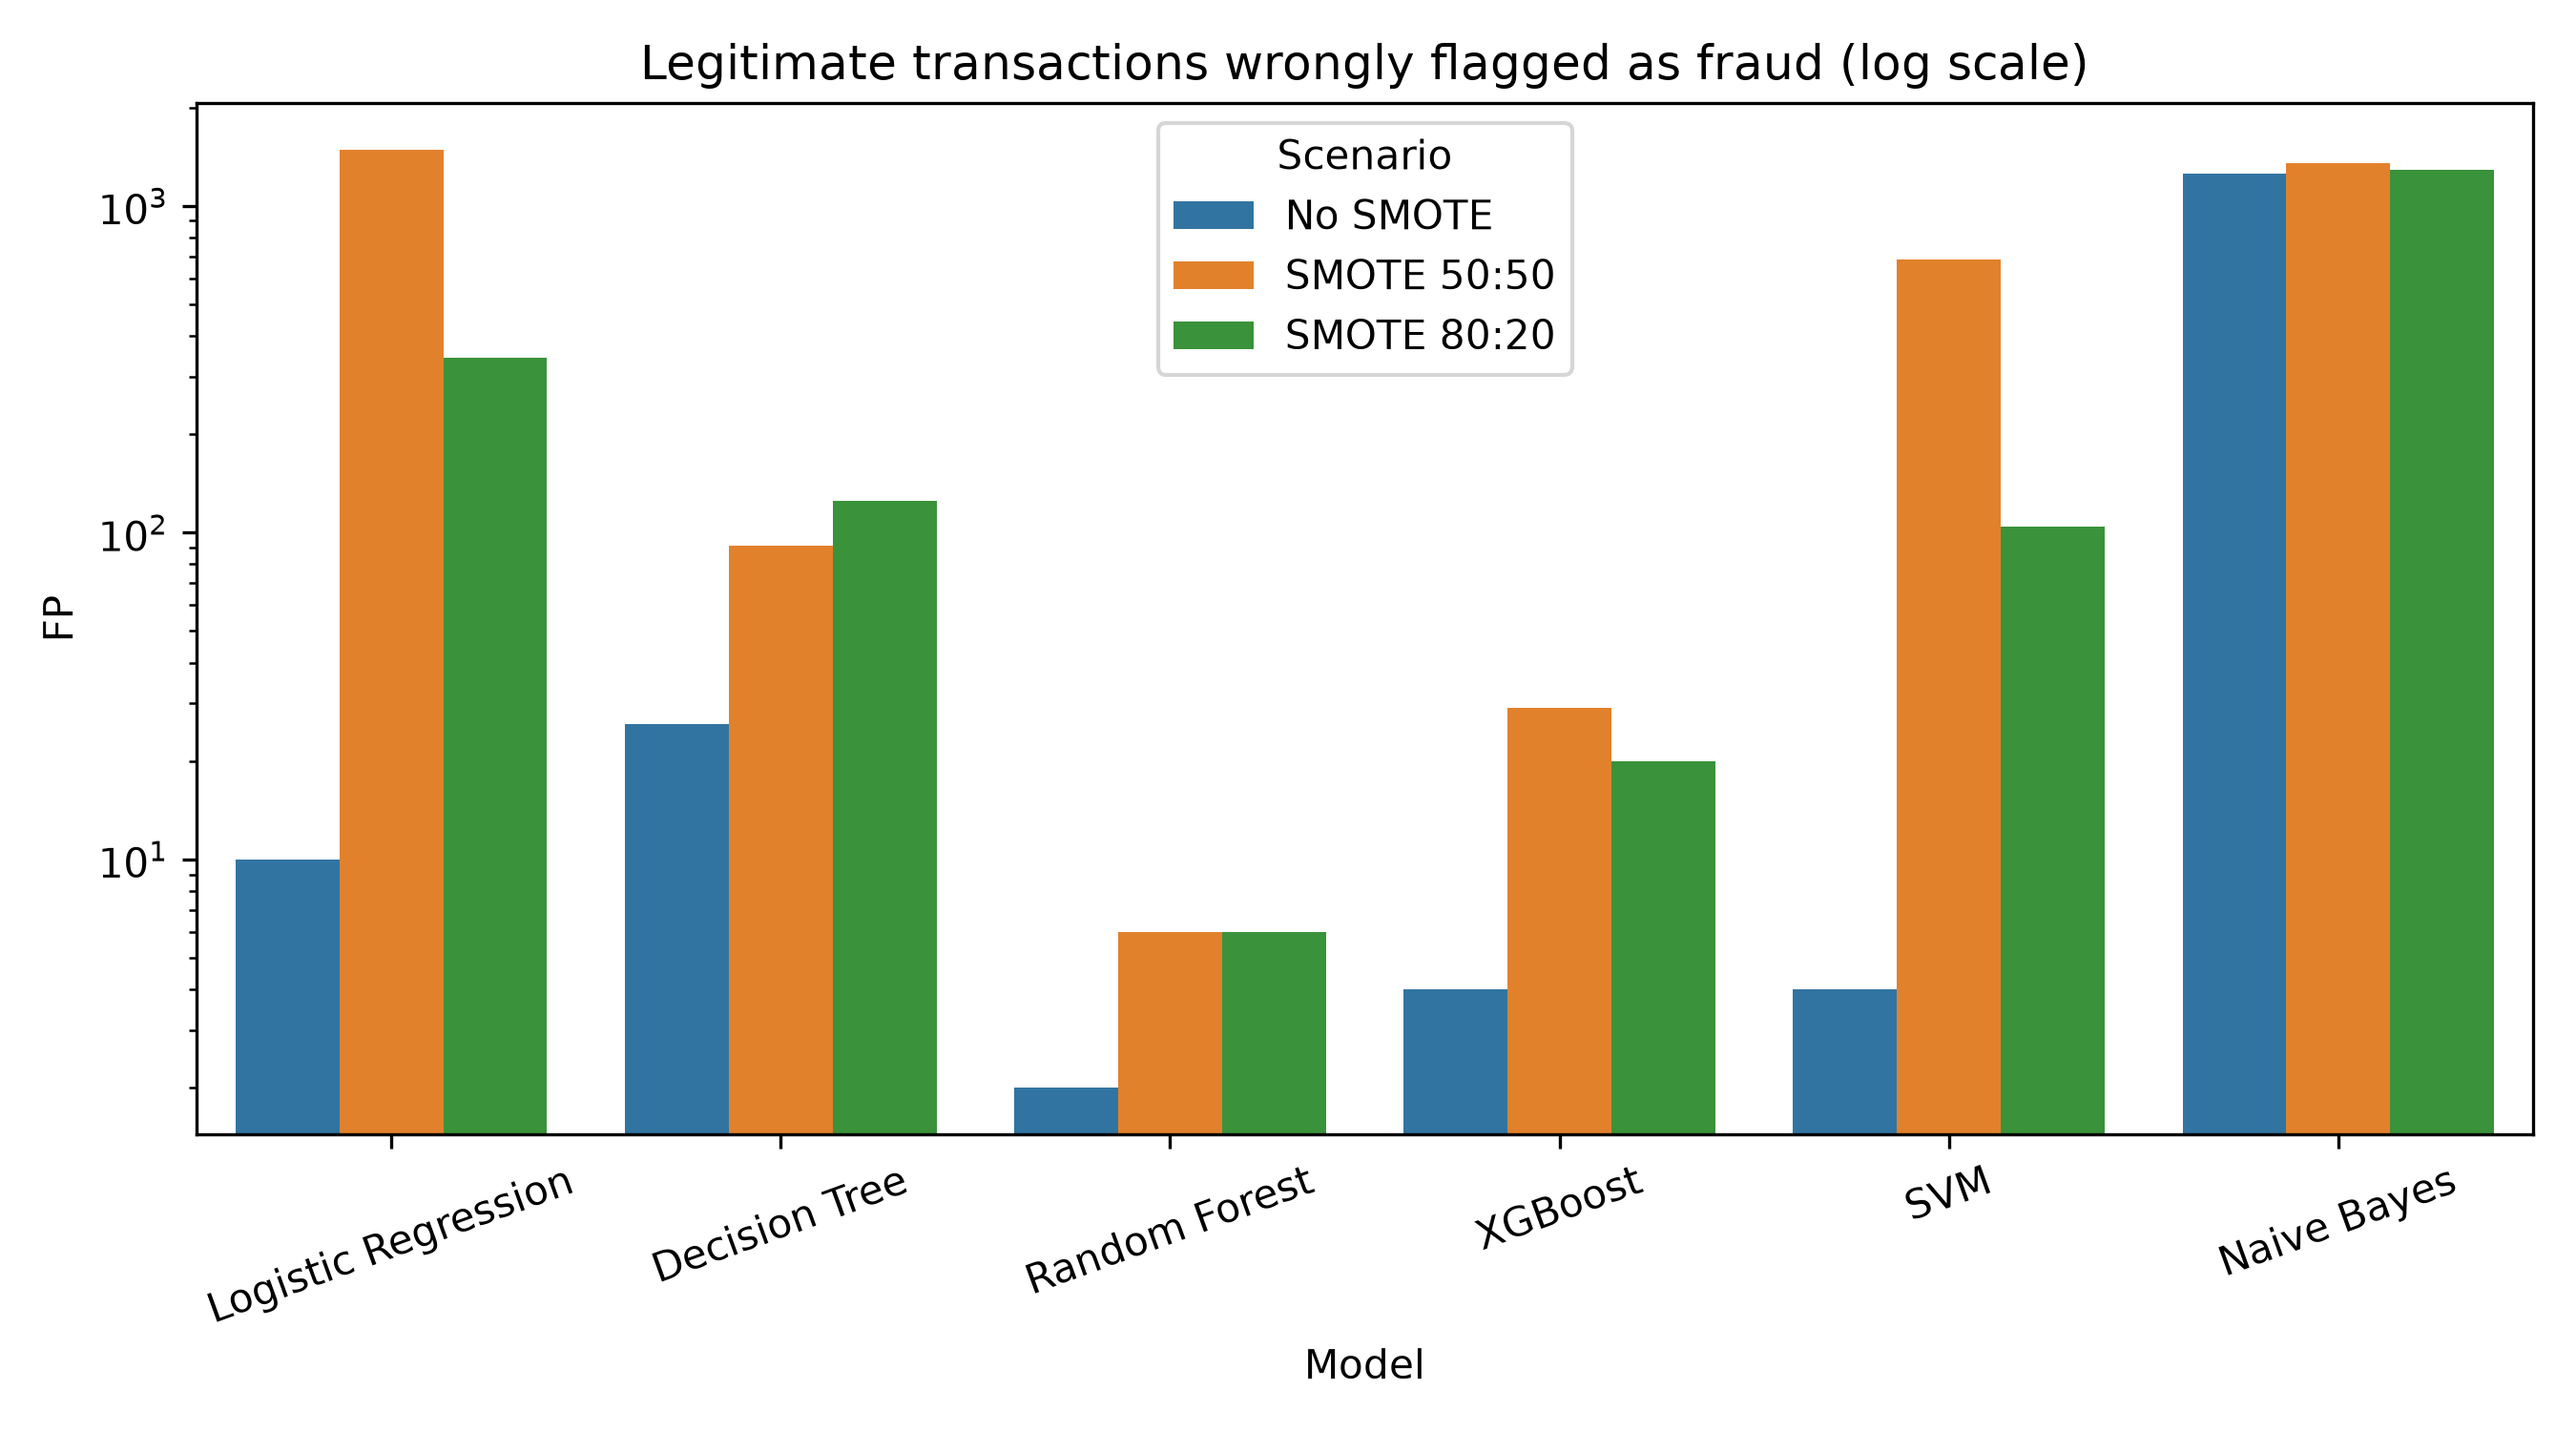 Legitimate transactions wrongly flagged as fraud (log scale)
Scenario
No SMOTE
SMOTE 50:50
SMOTE 80:20
FP
10³
10²
10¹
Logistic Regression
Decision Tree
Random Forest
XGBoost
SVM
Naive Bayes
Model